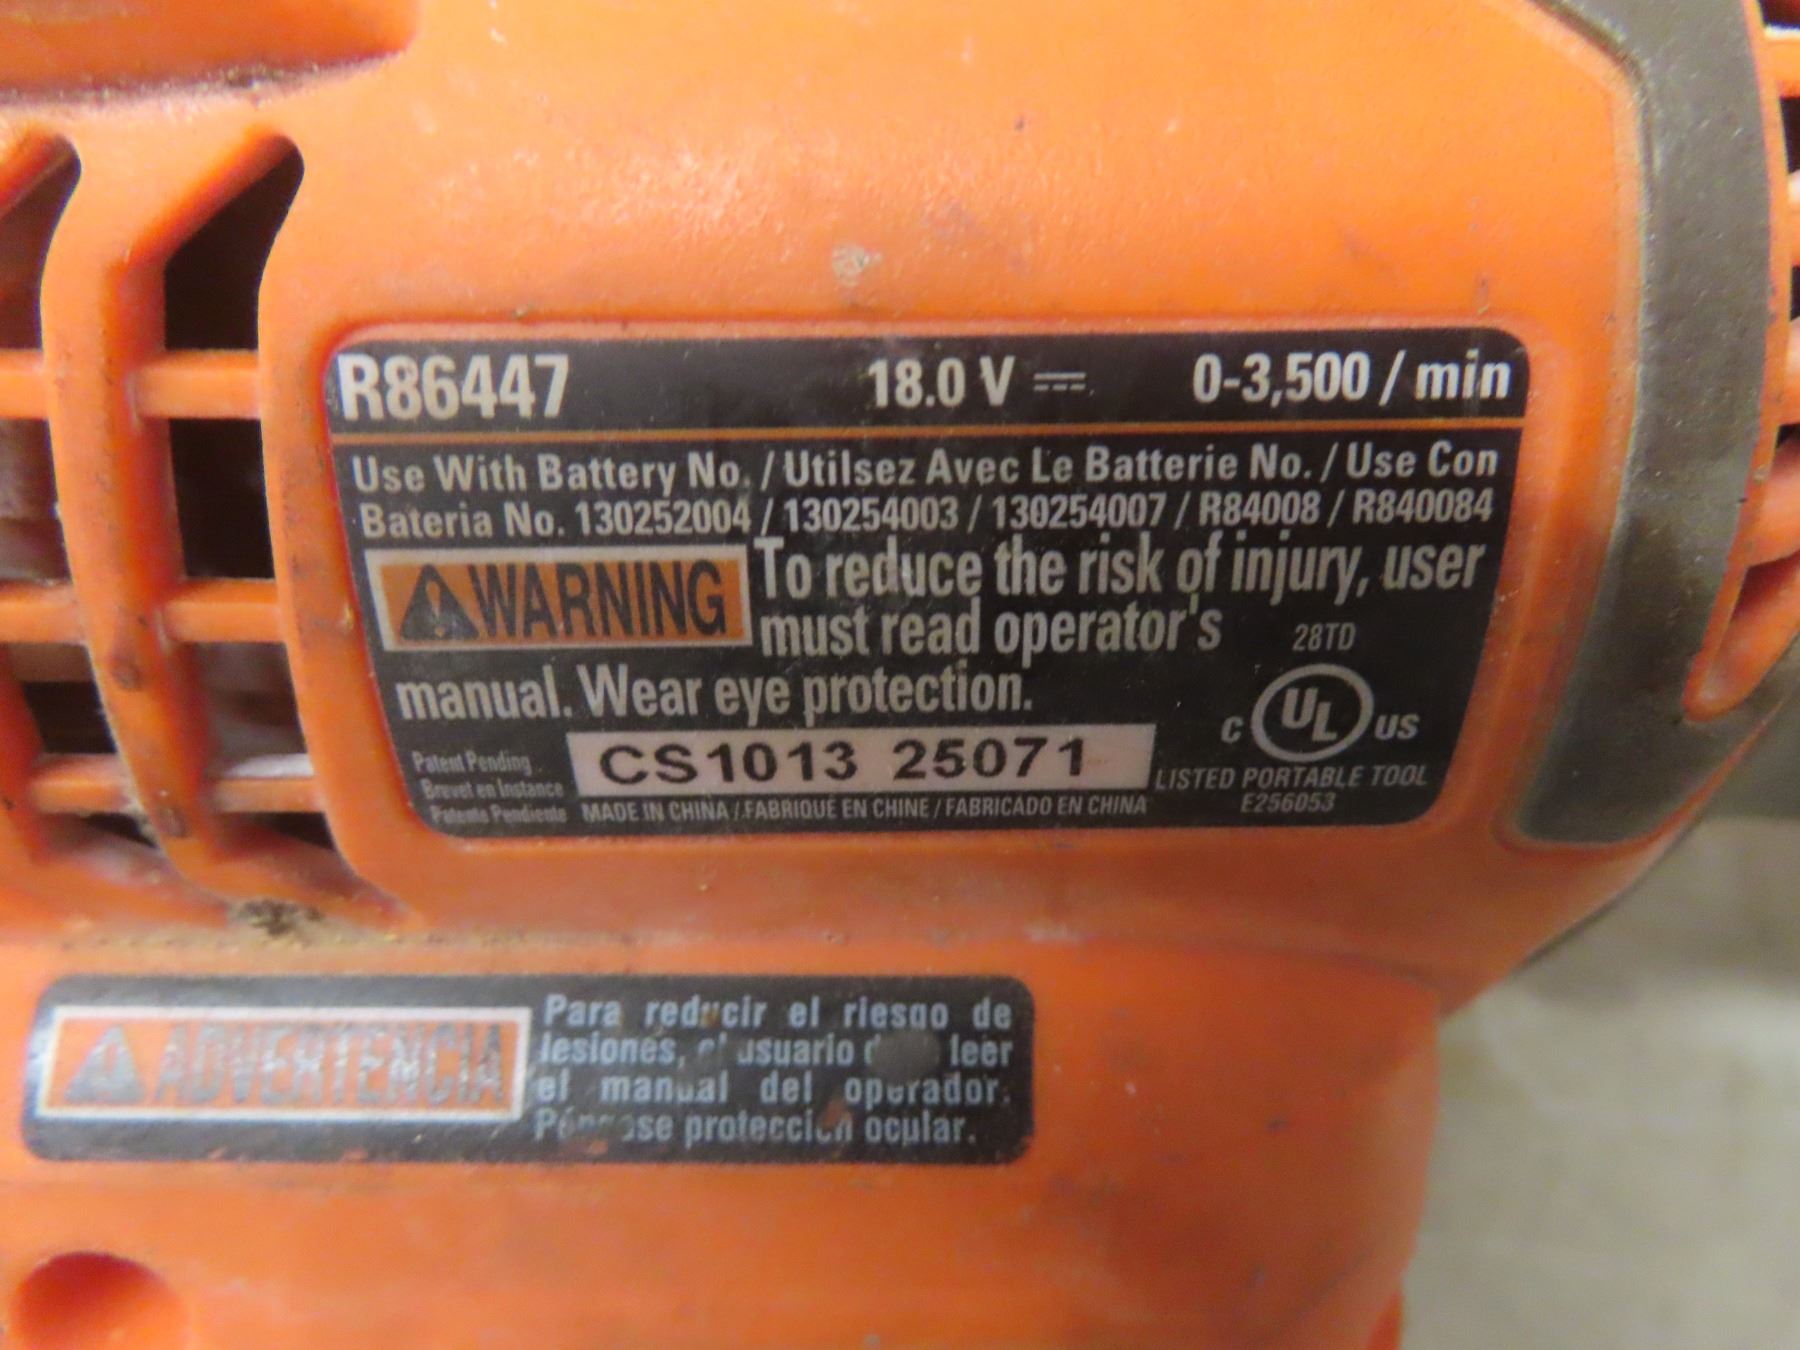 R86447 18.0 V 0-3,500 / min
Use With Battery No. / Utilsez Avec Le Batterie No. / Use Con
Bateria No. 130252004 / 130254003 / 130254007 / R84008 / R840084
WARNING To reduce the risk of injury, user
must read operator's
manual. Wear eye protection.
28TD
C UL US
LISTED PORTABLE TOOL
E256053
Patent Pending
Brevet en Instance
Patente Pendiente
CS1013 25071
MADE IN CHINA / FABRIQUÉ EN CHINE / FABRICADO EN CHINA
ADVERTENCIA Para reducir el riesgo de
lesiones, el usuario leer
el manual del operador.
Póngase protección ocular.